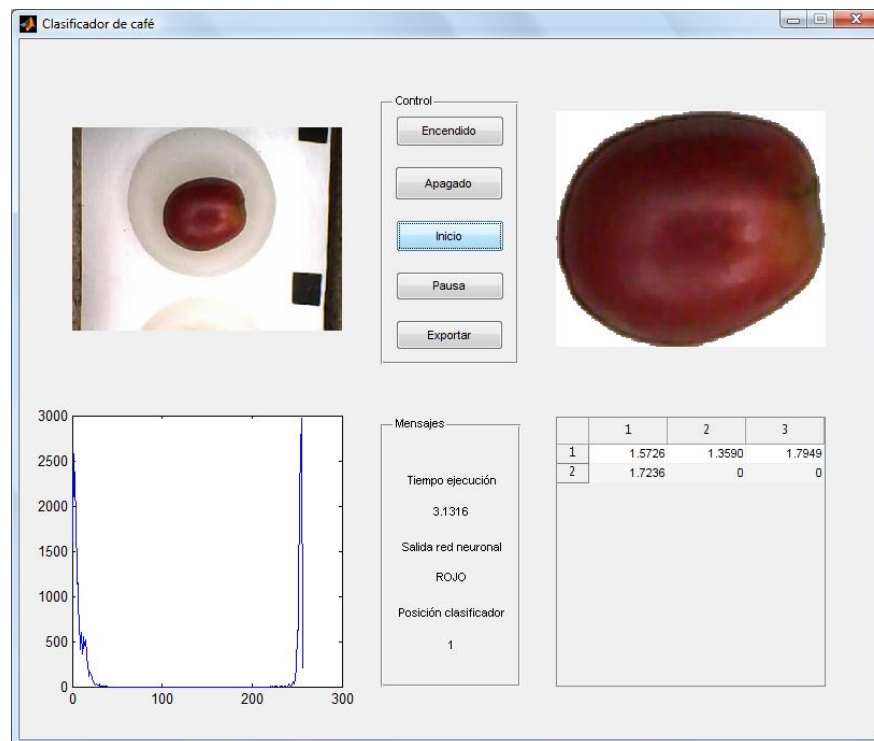 Clasificador de café
Control
Encendido
Apagado
Inicio
Pausa
Exportar
3000
2500
2000
1500
1000
500
0
0 100 200 300
Mensajes
Tiempo ejecución
3.1316
Salida red neuronal
ROJO
Posición clasificador
1
1 2 3
1 1.5726 1.3590 1.7949
2 1.7236 0 0